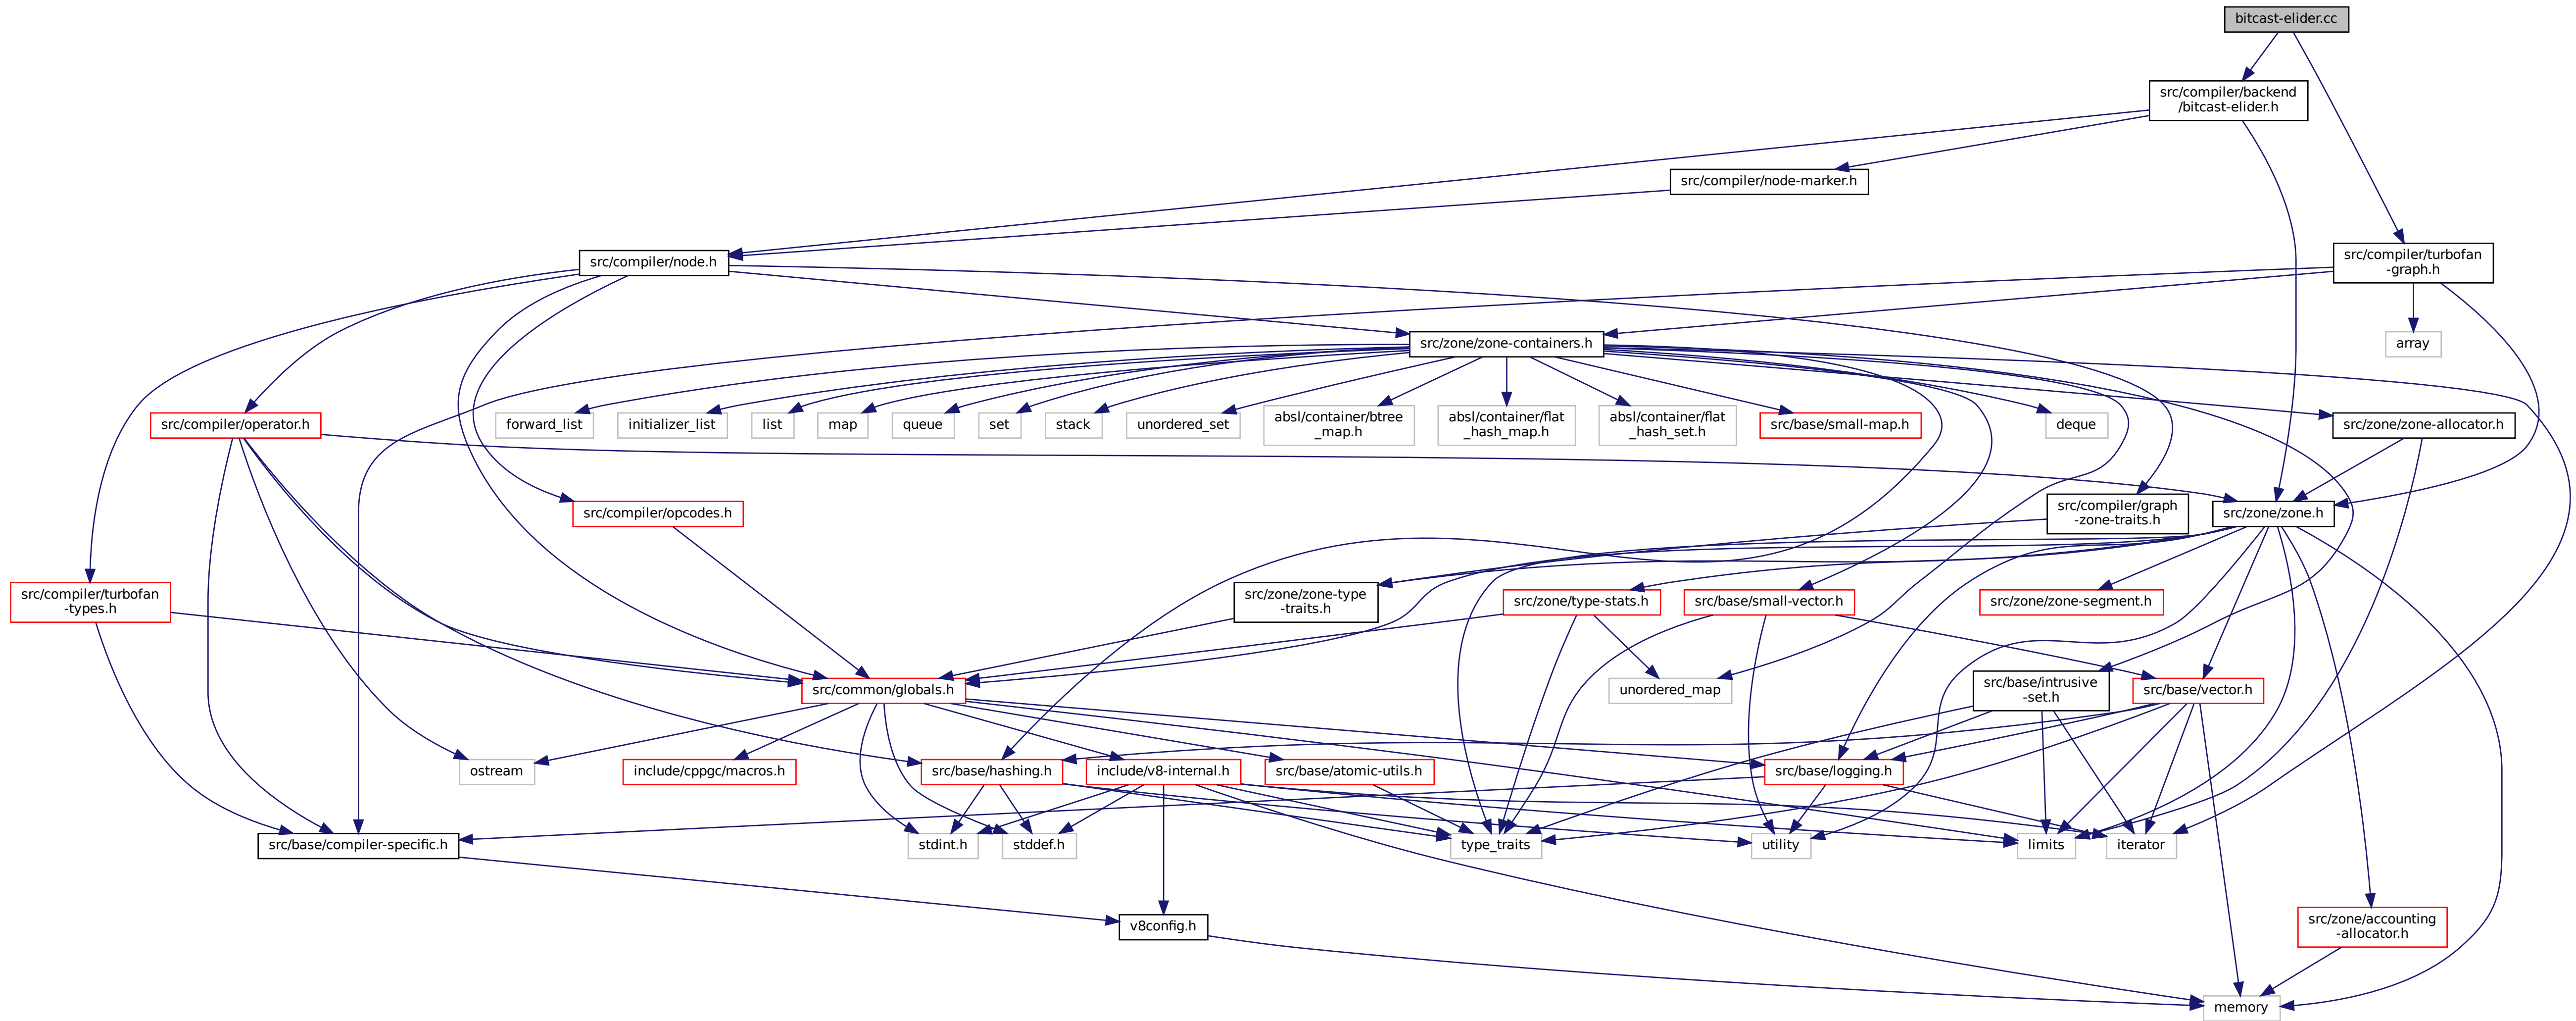 bitcast-elider.cc
src/compiler/backend
/bitcast-elider.h
src/compiler/node-marker.h
src/compiler/node.h
src/compiler/turbofan
-graph.h
src/zone/zone-containers.h
array
src/compiler/operator.h
forward_list
initializer_list
list
map
queue
set
stack
unordered_set
absl/container/btree
_map.h
absl/container/flat
_hash_map.h
absl/container/flat
_hash_set.h
src/base/small-map.h
deque
src/zone/zone-allocator.h
src/compiler/opcodes.h
src/compiler/graph
-zone-traits.h
src/zone/zone.h
src/compiler/turbofan
-types.h
src/zone/zone-type
-traits.h
src/zone/type-stats.h
src/base/small-vector.h
src/zone/zone-segment.h
src/common/globals.h
unordered_map
src/base/intrusive
-set.h
src/base/vector.h
ostream
include/cppgc/macros.h
src/base/hashing.h
include/v8-internal.h
src/base/atomic-utils.h
src/base/logging.h
src/base/compiler-specific.h
stdint.h
stddef.h
type_traits
utility
limits
iterator
v8config.h
src/zone/accounting
-allocator.h
memory